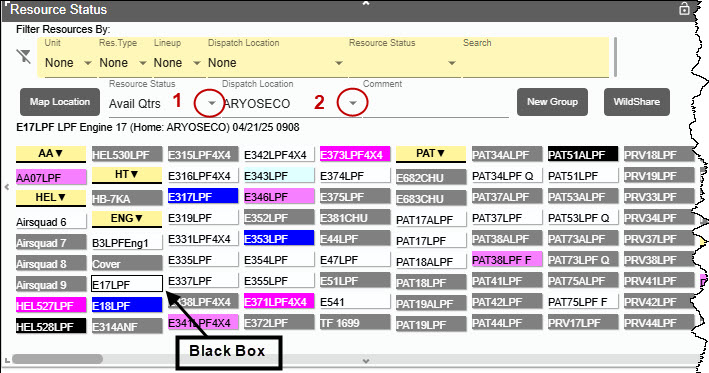 Resource Status
Filter Resources By:
Unit Res.Type Lineup Dispatch Location Resource Status Search
None None None None
Resource Status Dispatch Location Comment
Map Location Avail Qtrs 1 ARYOSECO 2 New Group WildShare
E17LPF LPF Engine 17 (Home: ARYOSECO) 04/21/25 0908
AA▼ HEL530LPF E315LPF4X4 E342LPF4X4 E373LPF4X4 PAT▼ PAT34ALPF PAT51ALPF PRV18LPF
AA07LPF HT▼ E316LPF4X4 E343LPF E374LPF E682CHU PAT34LPF Q PAT51LPF PRV19LPF
HEL▼ HB-7KA E317LPF E346LPF E375LPF E683CHU PAT35ALPF PAT53ALPF PRV33LPF
Airsquad 6 ENG▼ E319LPF E352LPF E381CHU PAT17ALPF PAT37LPF PAT53LPF Q PRV34LPF
Airsquad 7 B3LPFEng1 E331LPF4X4 E353LPF E44LPF PAT17LPF PAT38ALPF PAT73ALPF PRV37LPF
Airsquad 8 Cover E335LPF E354LPF E47LPF PAT18ALPF PAT38LPF F PAT73LPF Q PRV38LPF
Airsquad 9 E17LPF E337LPF E355LPF E51LPF PAT18LPF PAT41LPF PAT75ALPF PRV41LPF
HEL527LPF E18LPF E338LPF4X4 E371LPF4X4 E541 PAT19ALPF PAT42LPF PAT75LPF F PRV42LPF
HEL528LPF E314ANF E341LPF4X4 E372LPF TF 1699 PAT19LPF PAT44LPF PRV17LPF PRV44LPF
Black Box